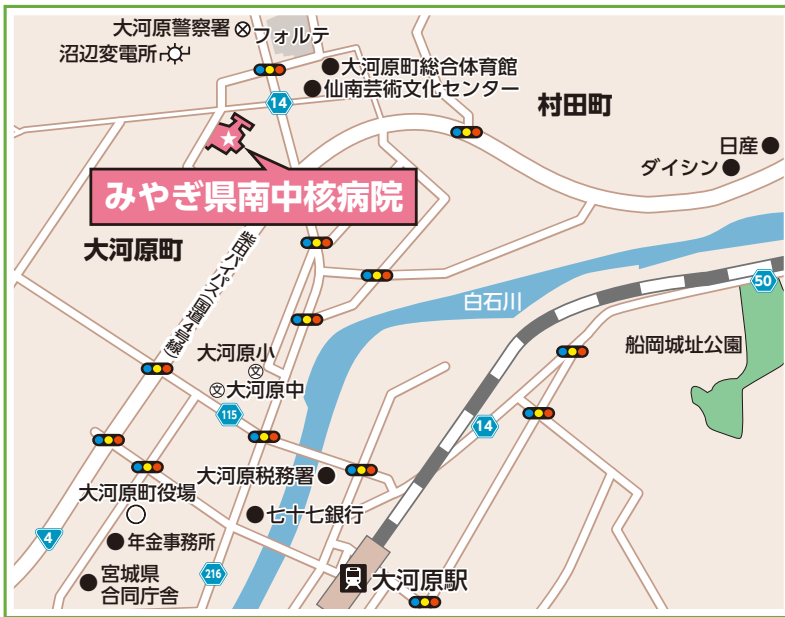 大河原警察署
フォルテ
沼辺変電所
大河原町総合体育館
仙南芸術文化センター
14
村田町
日産
ダイシン
みやぎ県南中核病院
大河原町
柴田バイパス(国道4号線)
白石川
50
船岡城址公園
大河原小
文
文
大河原中
115
14
大河原税務署
大河原町役場
七十七銀行
4
年金事務所
宮城県
合同庁舎
216
大河原駅